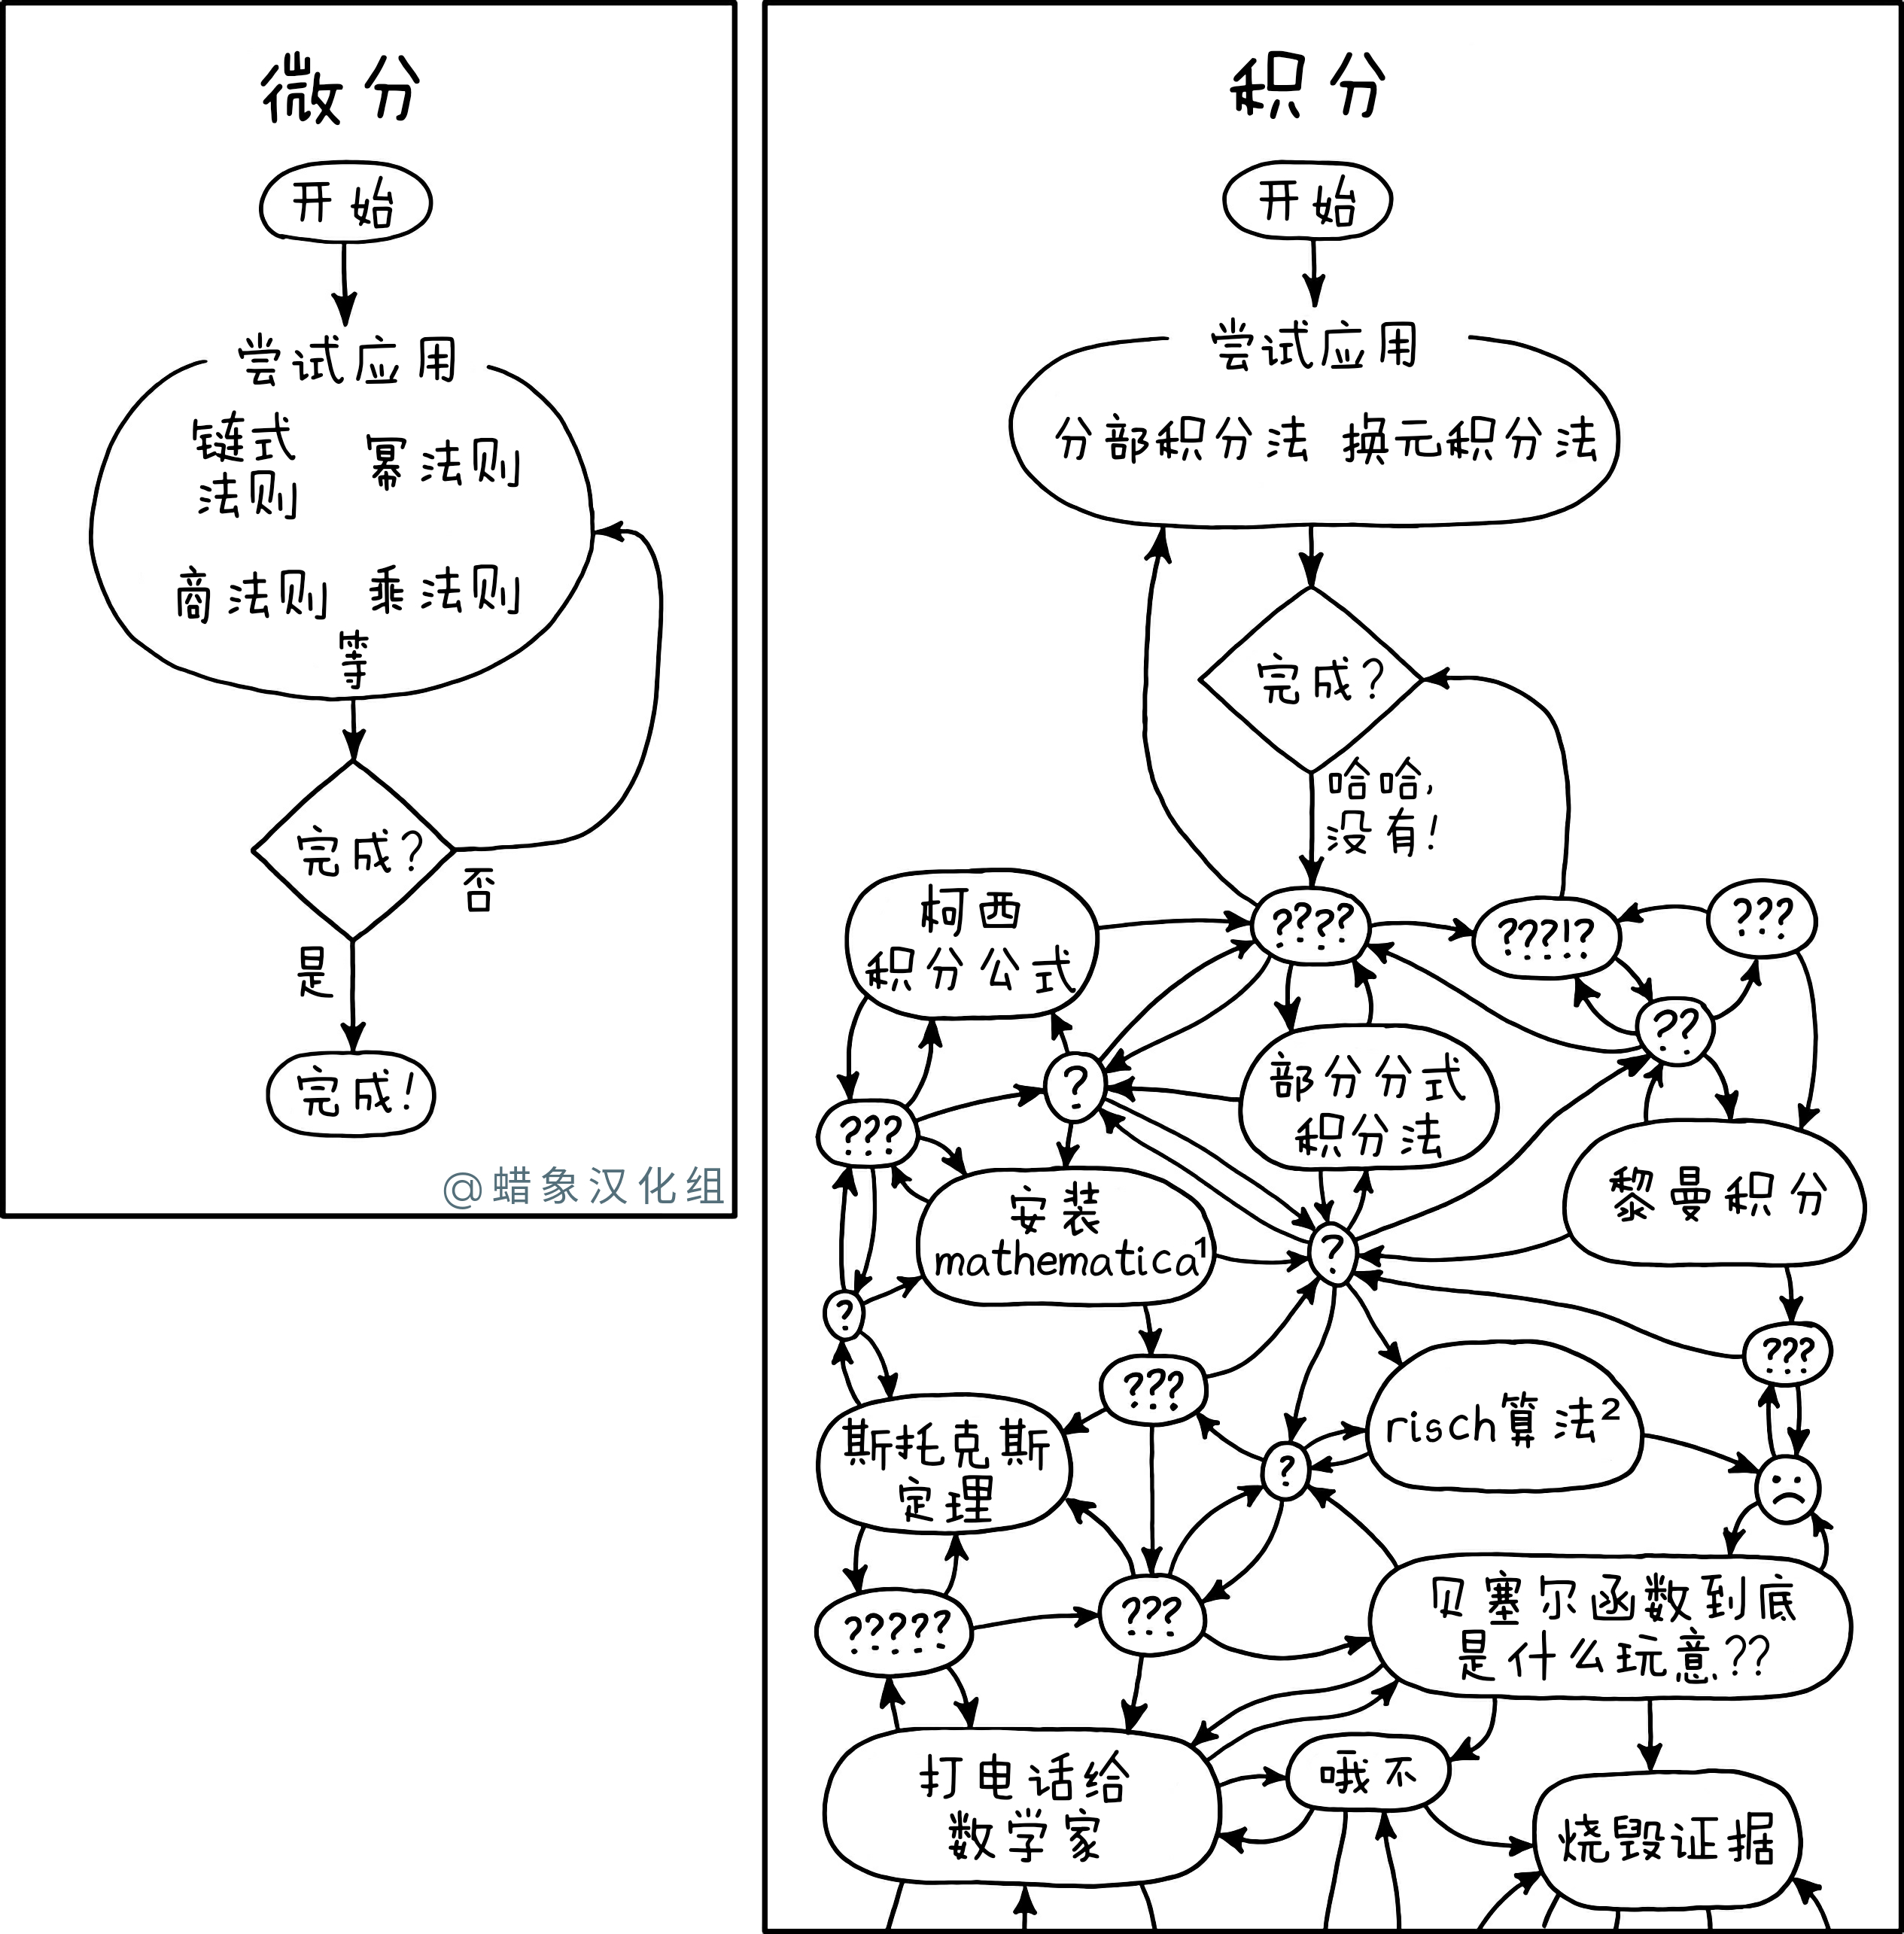 微分
开始
尝试应用
链式
法则
幂法则
商法则
乘法则
等
完成?
否
是
完成!
@蜡象汉化组
积分
开始
尝试应用
分部积分法 换元积分法
完成?
哈哈,
没有!
柯西
积分公式
????
???!?
???
??
?
部分分式
积分法
???
黎曼积分
安装
mathematica¹
?
?
???
???
risch算法²
斯托克斯
定理
?
?????
???
贝塞尔函数到底
是什么玩意??
打电话给
数学家
哦不
烧毁证据